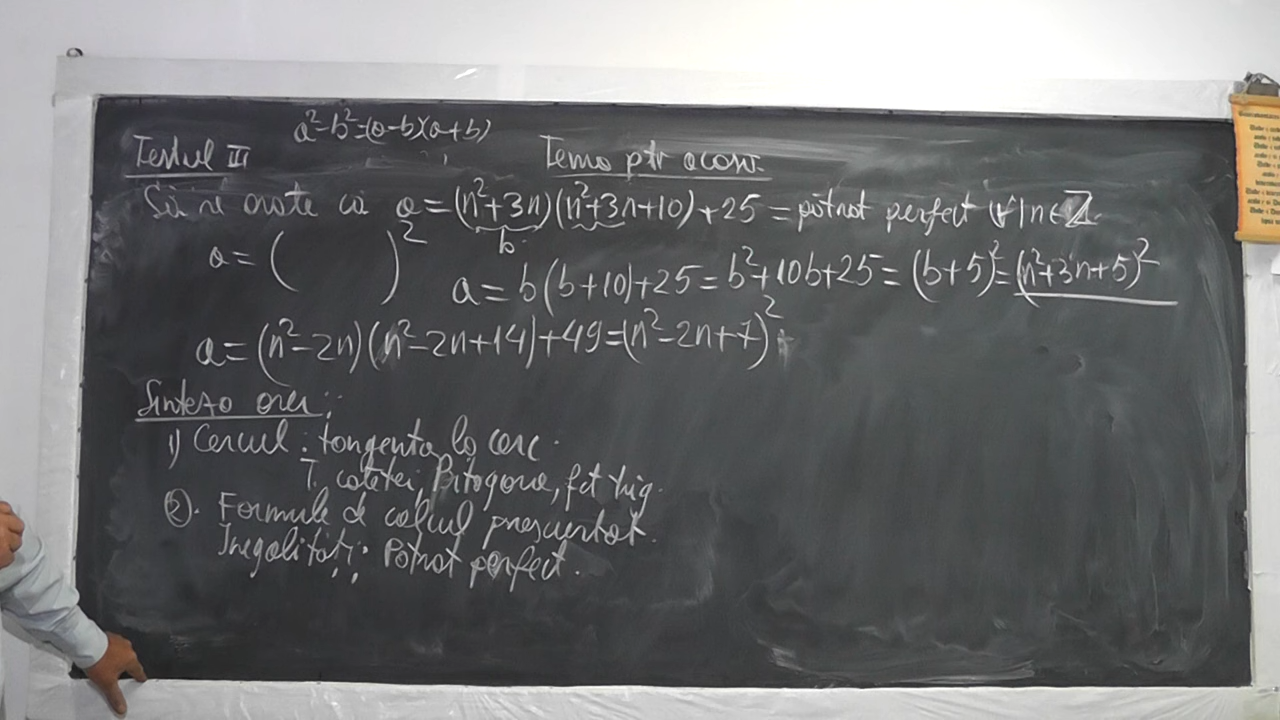 a²-b²=(a-b)(a+b)
Testul III
Temă ptr acasă.
Să se arate că a=(n²+3n)(n²+3n+10)+25=pătrat perfect (∀)n∈Z.
b
a=( )²
a=b(b+10)+25=b²+10b+25=(b+5)²=(n²+3n+5)²
a=(n²-2n)(n²-2n+14)+49=(n²-2n+7)²
Sinteza orei:
1) Cercul: tangenta la cerc.
T. catetei, Pitagora, fct trig.
②. Formule de calcul prescurtat.
Inegalități; Pătrat perfect.